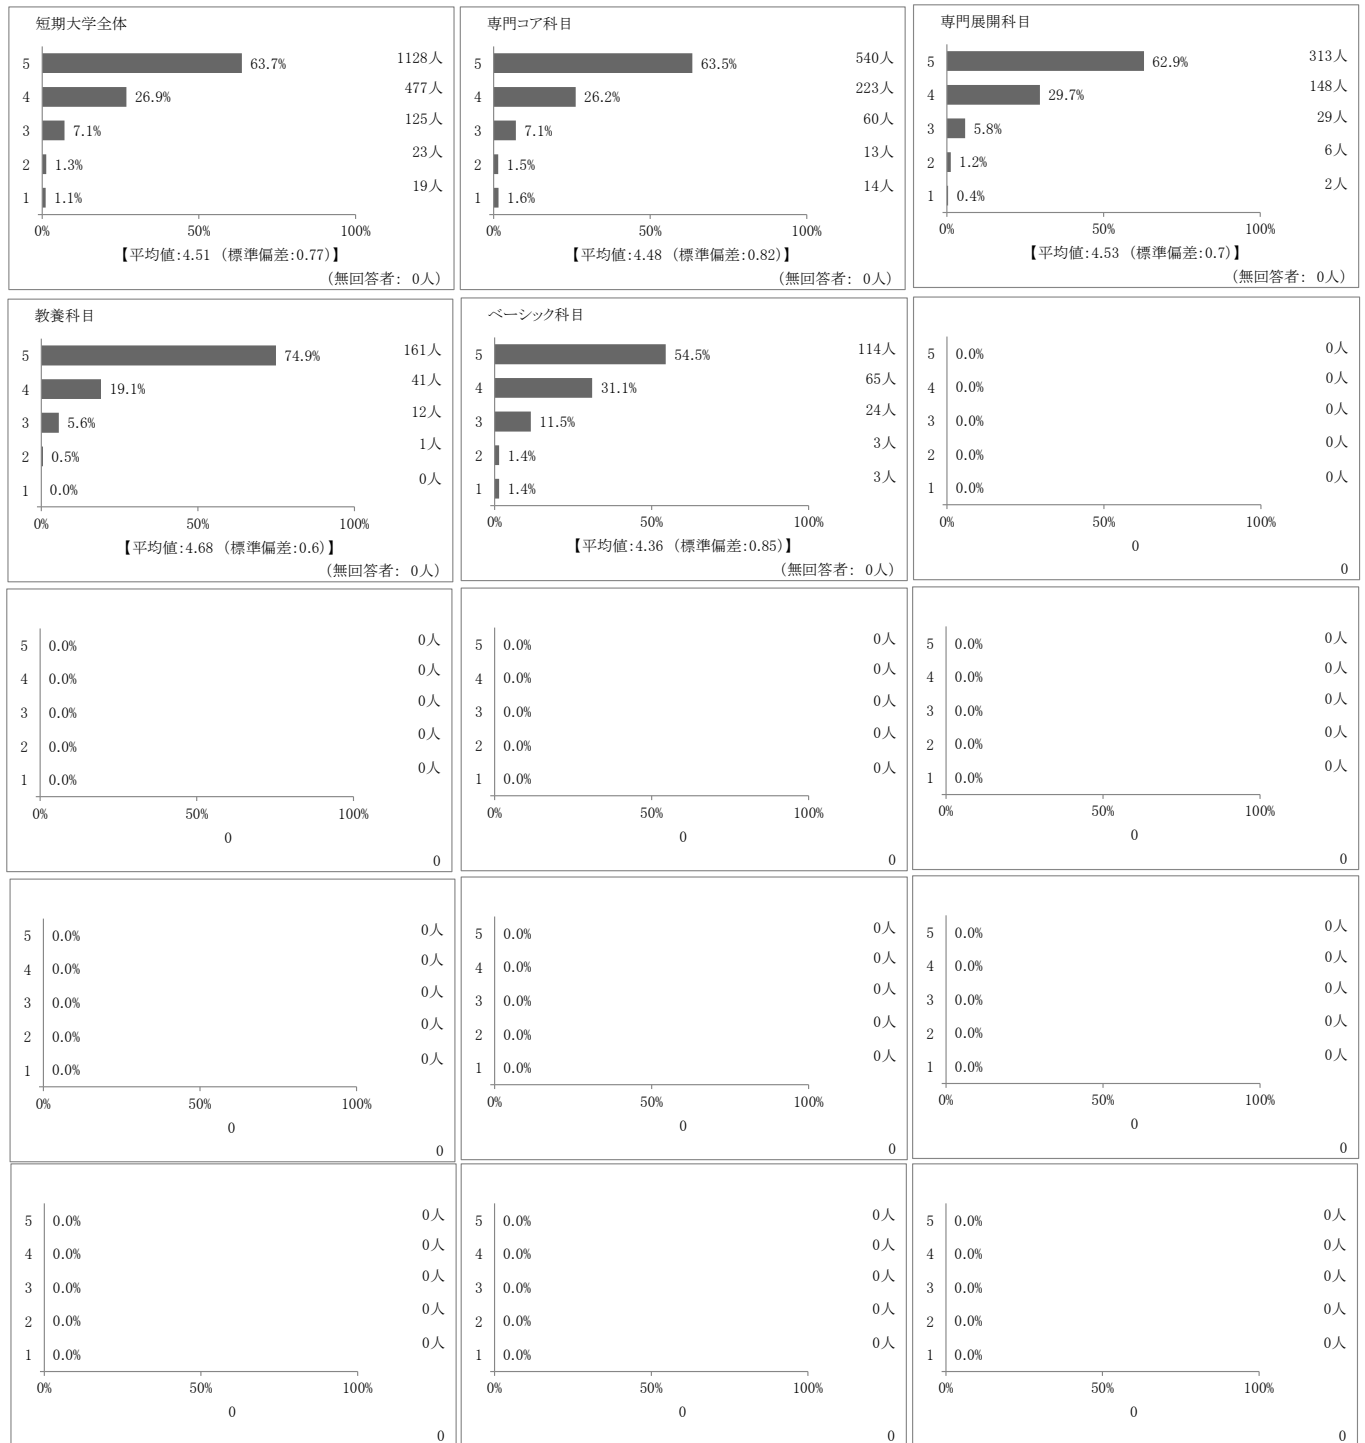 短期大学全体
5 63.7% 1128人
4 26.9% 477人
3 7.1% 125人
2 1.3% 23人
1 1.1% 19人
0% 50% 100%
【平均値:4.51 (標準偏差:0.77)】
(無回答者: 0人)
専門コア科目
5 63.5% 540人
4 26.2% 223人
3 7.1% 60人
2 1.5% 13人
1 1.6% 14人
0% 50% 100%
【平均値:4.48 (標準偏差:0.82)】
(無回答者: 0人)
専門展開科目
5 62.9% 313人
4 29.7% 148人
3 5.8% 29人
2 1.2% 6人
1 0.4% 2人
0% 50% 100%
【平均値:4.53 (標準偏差:0.7)】
(無回答者: 0人)
教養科目
5 74.9% 161人
4 19.1% 41人
3 5.6% 12人
2 0.5% 1人
1 0.0% 0人
0% 50% 100%
【平均値:4.68 (標準偏差:0.6)】
(無回答者: 0人)
ベーシック科目
5 54.5% 114人
4 31.1% 65人
3 11.5% 24人
2 1.4% 3人
1 1.4% 3人
0% 50% 100%
【平均値:4.36 (標準偏差:0.85)】
(無回答者: 0人)
5 0.0% 0人
4 0.0% 0人
3 0.0% 0人
2 0.0% 0人
1 0.0% 0人
0% 50% 100%
0
0
5 0.0% 0人
4 0.0% 0人
3 0.0% 0人
2 0.0% 0人
1 0.0% 0人
0% 50% 100%
0
0
5 0.0% 0人
4 0.0% 0人
3 0.0% 0人
2 0.0% 0人
1 0.0% 0人
0% 50% 100%
0
0
5 0.0% 0人
4 0.0% 0人
3 0.0% 0人
2 0.0% 0人
1 0.0% 0人
0% 50% 100%
0
0
5 0.0% 0人
4 0.0% 0人
3 0.0% 0人
2 0.0% 0人
1 0.0% 0人
0% 50% 100%
0
0
5 0.0% 0人
4 0.0% 0人
3 0.0% 0人
2 0.0% 0人
1 0.0% 0人
0% 50% 100%
0
0
5 0.0% 0人
4 0.0% 0人
3 0.0% 0人
2 0.0% 0人
1 0.0% 0人
0% 50% 100%
0
0
5 0.0% 0人
4 0.0% 0人
3 0.0% 0人
2 0.0% 0人
1 0.0% 0人
0% 50% 100%
0
0
5 0.0% 0人
4 0.0% 0人
3 0.0% 0人
2 0.0% 0人
1 0.0% 0人
0% 50% 100%
0
0
5 0.0% 0人
4 0.0% 0人
3 0.0% 0人
2 0.0% 0人
1 0.0% 0人
0% 50% 100%
0
0